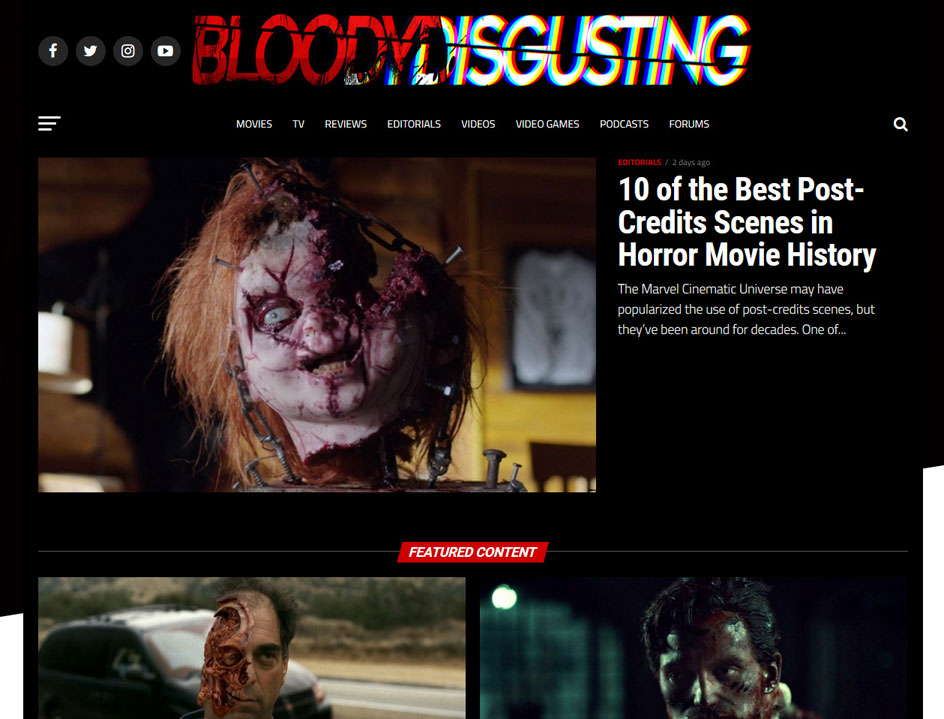 BLOODY DISGUSTING
MOVIES TV REVIEWS EDITORIALS VIDEOS VIDEO GAMES PODCASTS FORUMS
EDITORIALS / 2 days ago
10 of the Best Post-
Credits Scenes in
Horror Movie History
The Marvel Cinematic Universe may have
popularized the use of post-credits scenes, but
they've been around for decades. One of...
FEATURED CONTENT